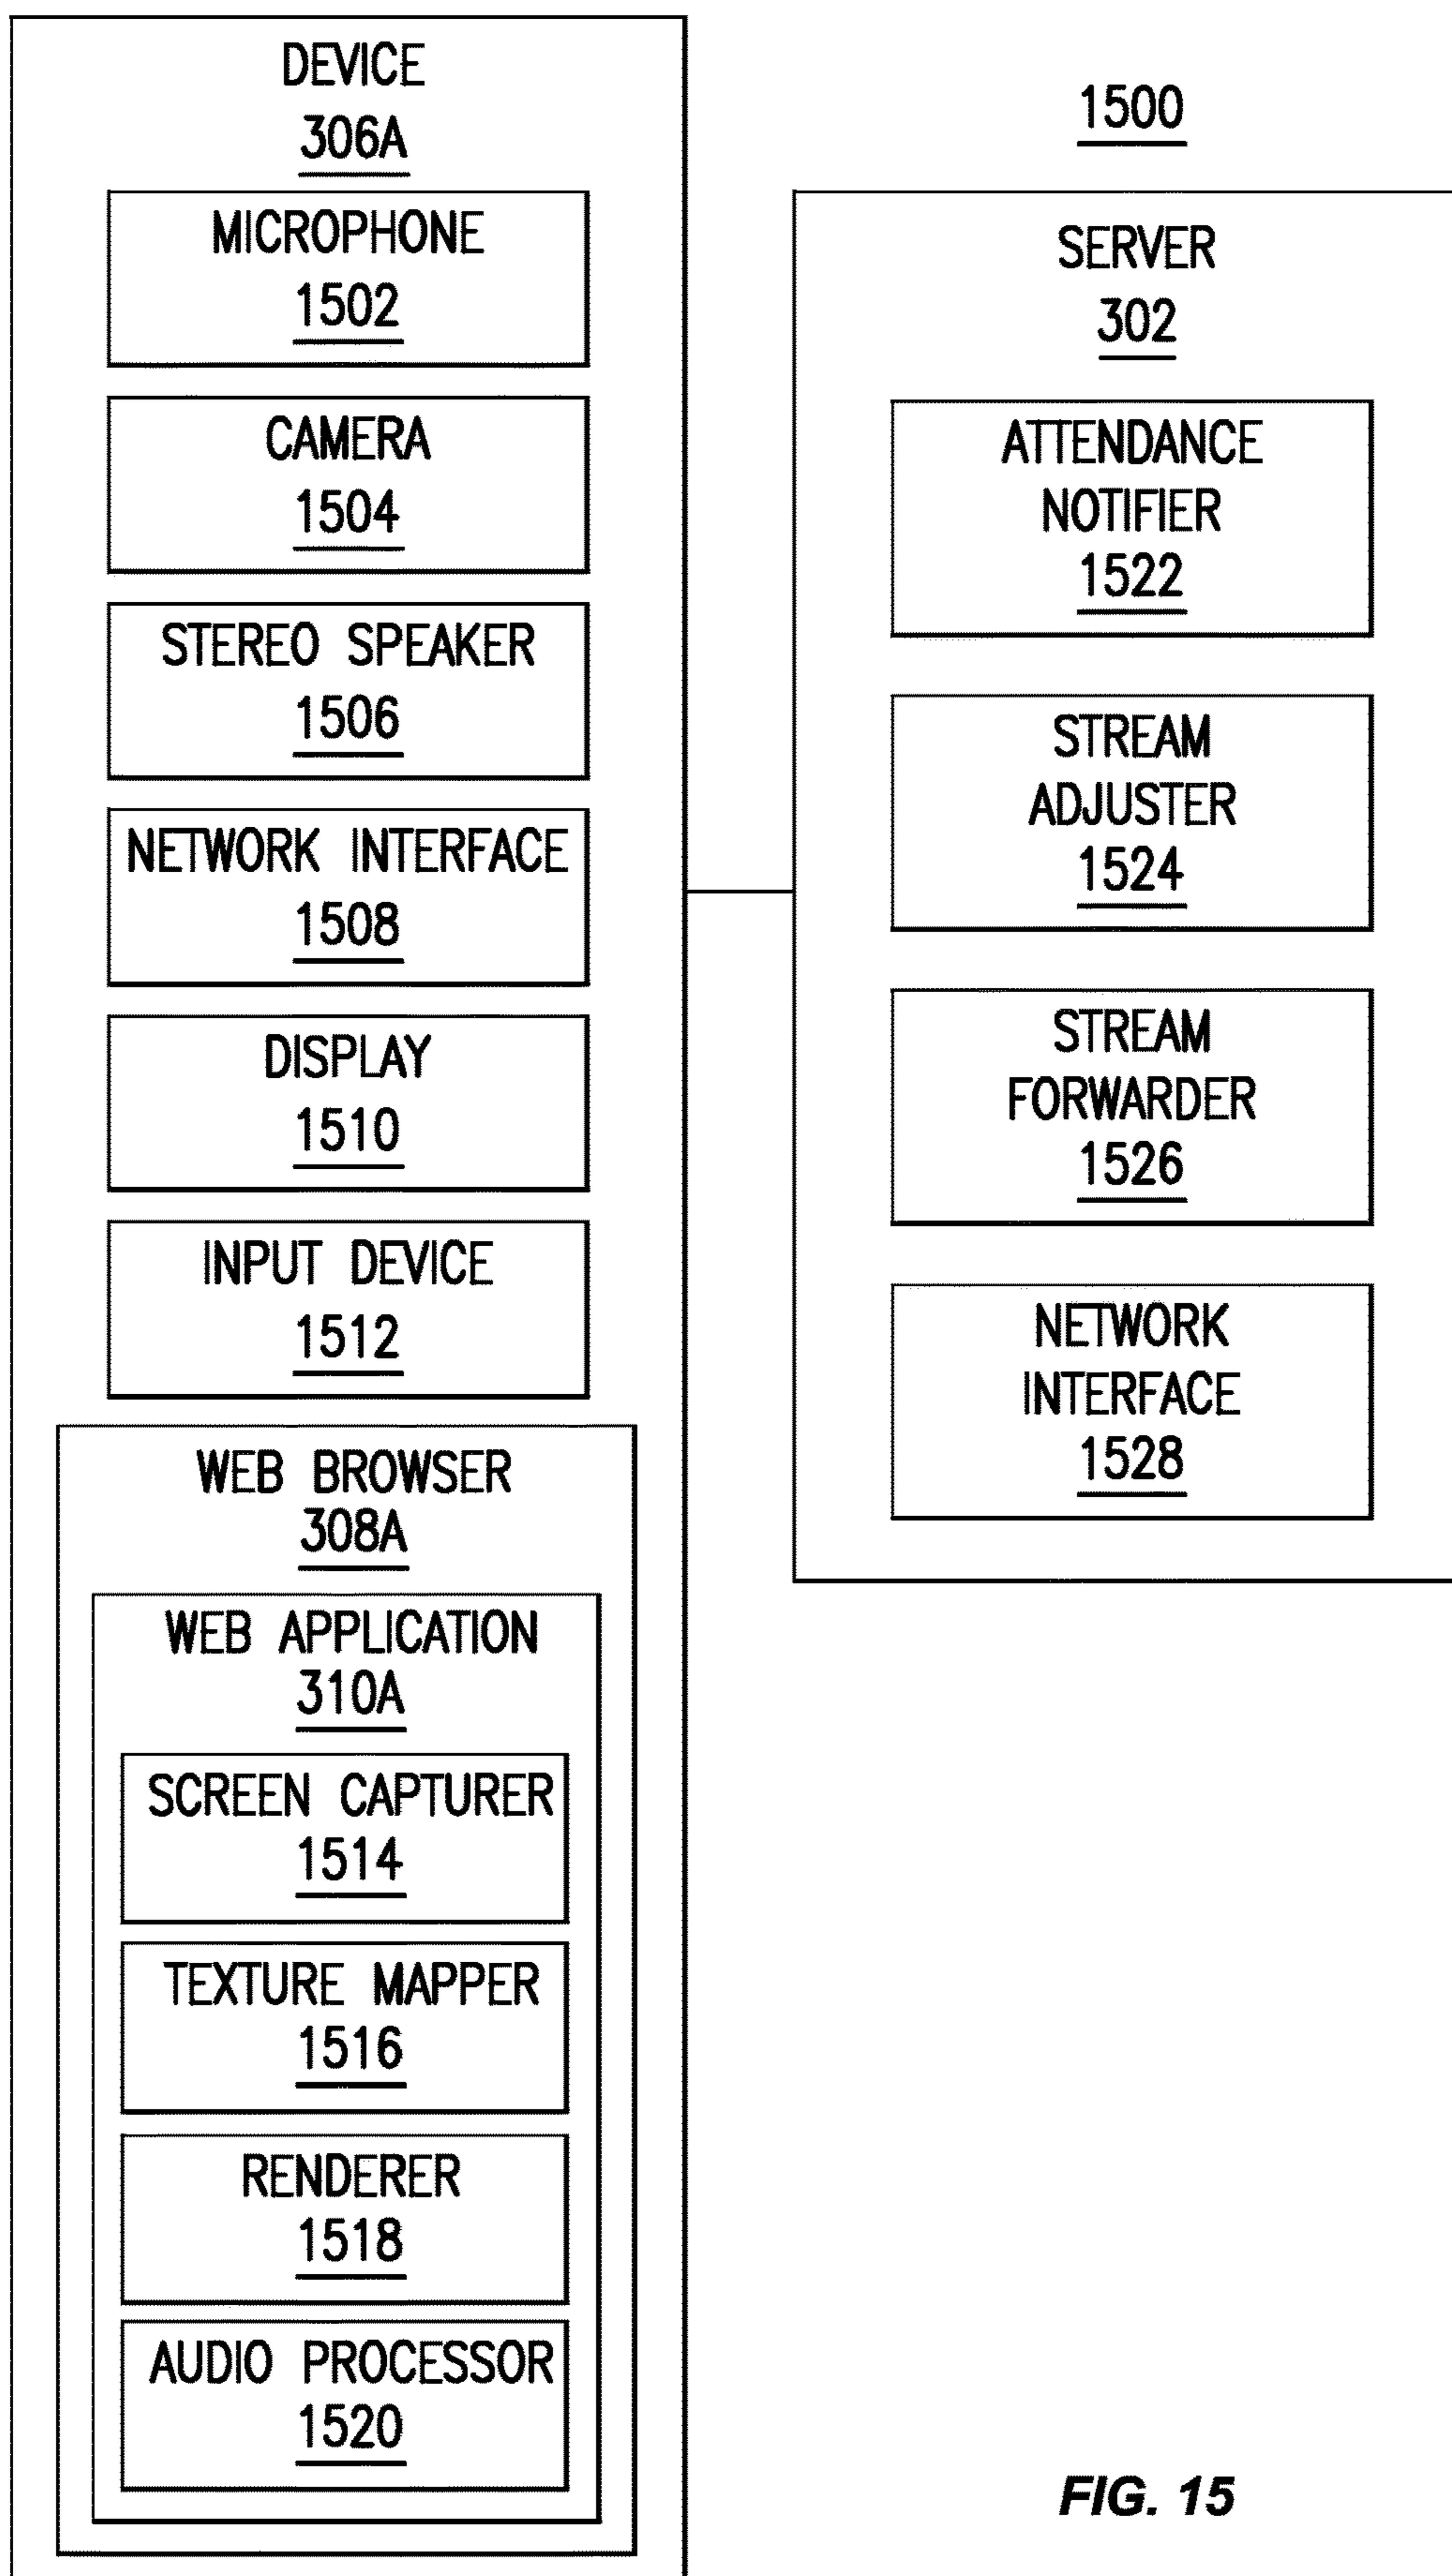 DEVICE
306A
MICROPHONE
1502
CAMERA
1504
STEREO SPEAKER
1506
NETWORK INTERFACE
1508
DISPLAY
1510
INPUT DEVICE
1512
WEB BROWSER
308A
WEB APPLICATION
310A
SCREEN CAPTURER
1514
TEXTURE MAPPER
1516
RENDERER
1518
AUDIO PROCESSOR
1520
1500
SERVER
302
ATTENDANCE
NOTIFIER
1522
STREAM
ADJUSTER
1524
STREAM
FORWARDER
1526
NETWORK
INTERFACE
1528
FIG. 15